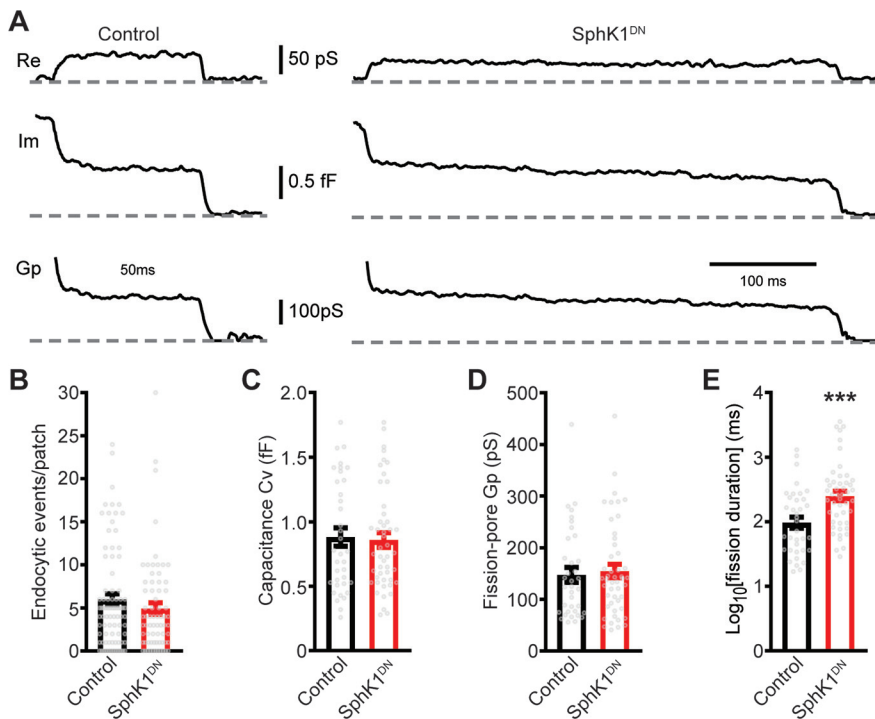 A
Control
SphK1ᴰᴺ
Re
50 pS
Im
0.5 fF
Gp
50ms
100pS
100 ms
B
Endocytic events/patch
30
25
20
15
10
5
0
Control
SphK1ᴰᴺ
C
Capacitance Cv (fF)
2.0
1.5
1.0
0.5
0.0
Control
SphK1ᴰᴺ
D
Fission-pore Gp (pS)
500
400
300
200
100
0
Control
SphK1ᴰᴺ
E
Log₁₀[fission duration] (ms)
4
3
2
1
0
***
Control
SphK1ᴰᴺ